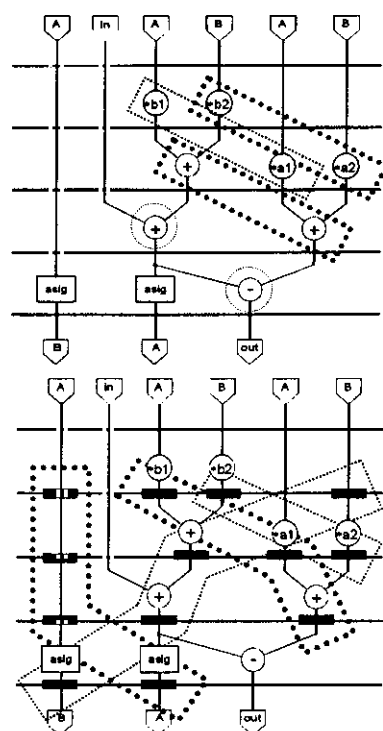 A In A B A B
*b1 *b2
+ *a1 *a2
+ +
asig asig -
B A out
A In A B A B
*b1 *b2
+ *a1 *a2
+ +
asig asig -
B A out